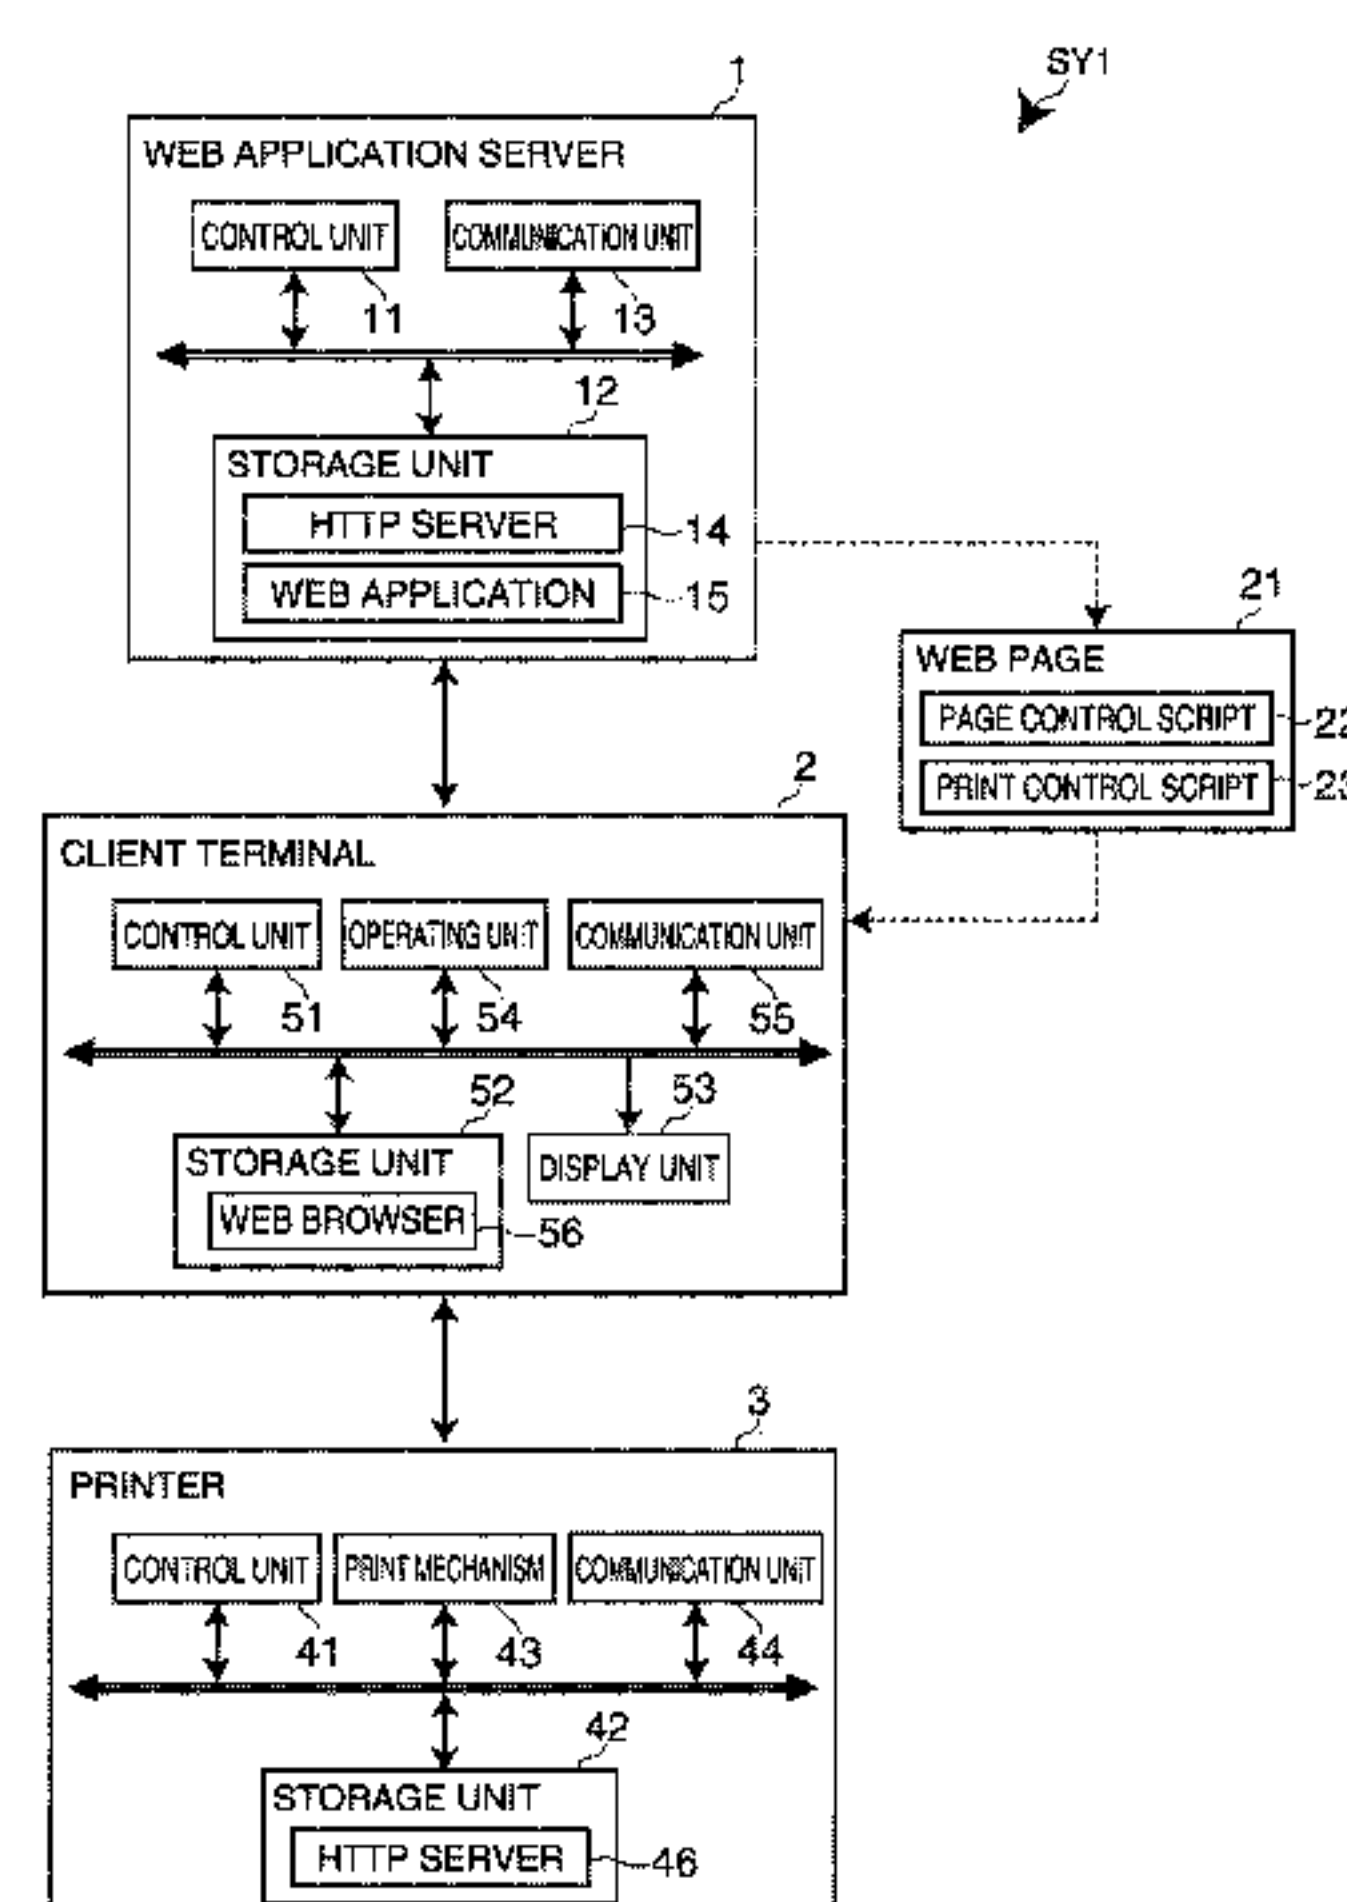 SY1
1
WEB APPLICATION SERVER
CONTROL UNIT
COMMUNICATION UNIT
11
13
12
STORAGE UNIT
HTTP SERVER
14
WEB APPLICATION
15
21
WEB PAGE
PAGE CONTROL SCRIPT
22
PRINT CONTROL SCRIPT
23
2
CLIENT TERMINAL
CONTROL UNIT
OPERATING UNIT
COMMUNICATION UNIT
51
54
55
52
53
STORAGE UNIT
DISPLAY UNIT
WEB BROWSER
56
3
PRINTER
CONTROL UNIT
PRINT MECHANISM
COMMUNICATION UNIT
41
43
44
42
STORAGE UNIT
HTTP SERVER
46